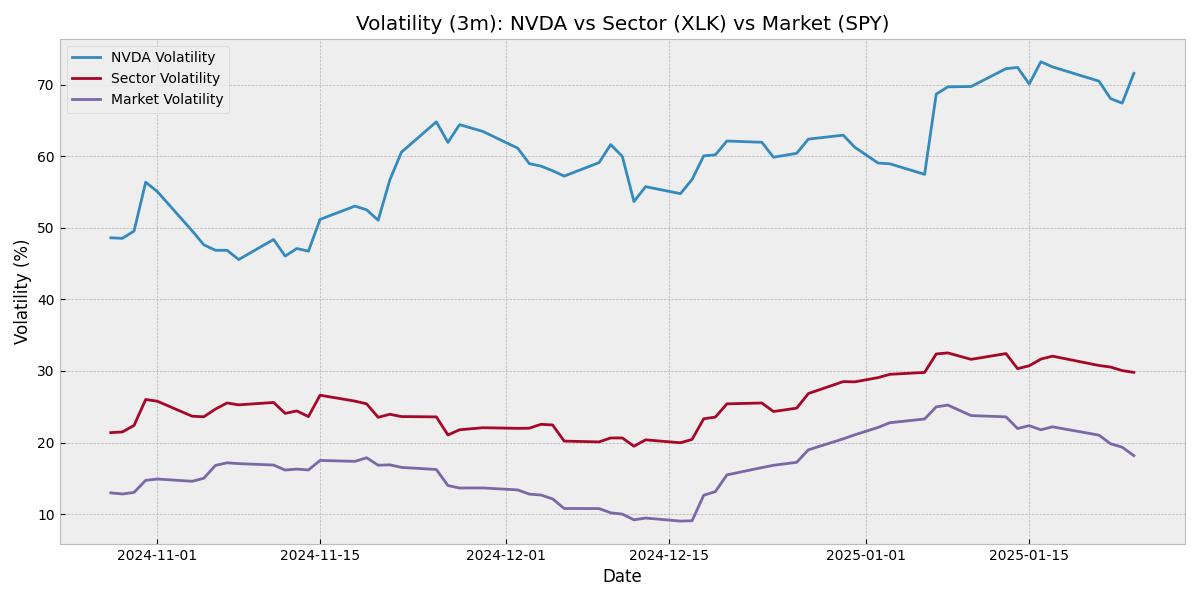 Volatility (3m): NVDA vs Sector (XLK) vs Market (SPY)
NVDA Volatility
Sector Volatility
Market Volatility
Volatility (%)
70
60
50
40
30
20
10
2024-11-01 2024-11-15 2024-12-01 2024-12-15 2025-01-01 2025-01-15
Date